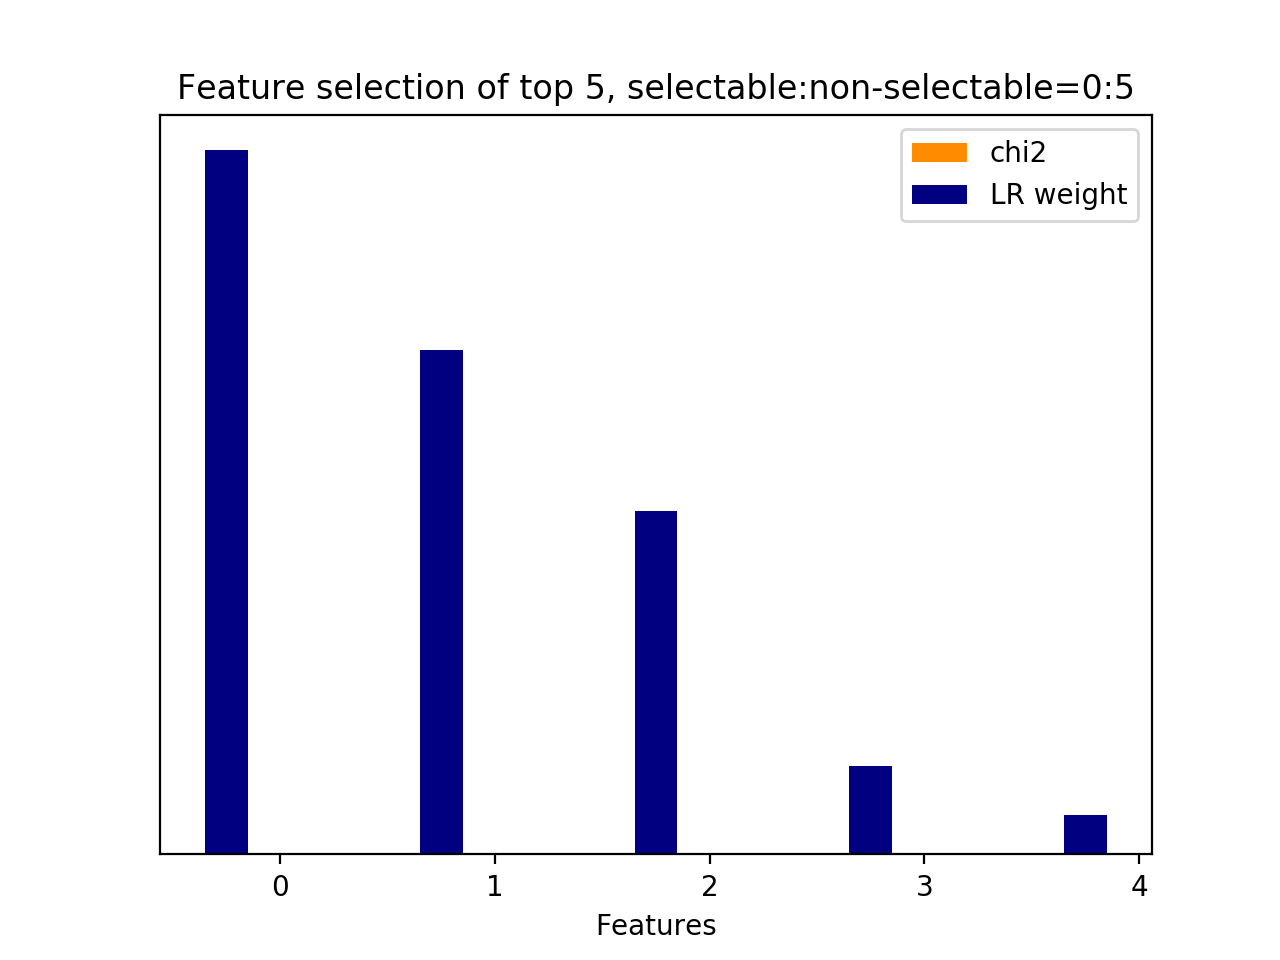 Feature selection of top 5, selectable:non-selectable=0:5
chi2
LR weight
0 1 2 3 4
Features